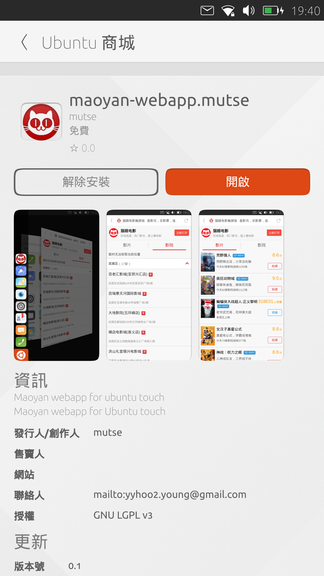 19:40
Ubuntu 商城
maoyan-webapp.mutse
mutse
免費
☆ 0.0
解除安裝
開啟
資訊
Maoyan webapp for ubuntu touch
Maoyan webapp for Ubuntu touch
發行人/創作人 mutse
售賣人
網站
聯絡人 mailto:yyhoo2.young@gmail.com
授權 GNU LGPL v3
更新
版本號 0.1